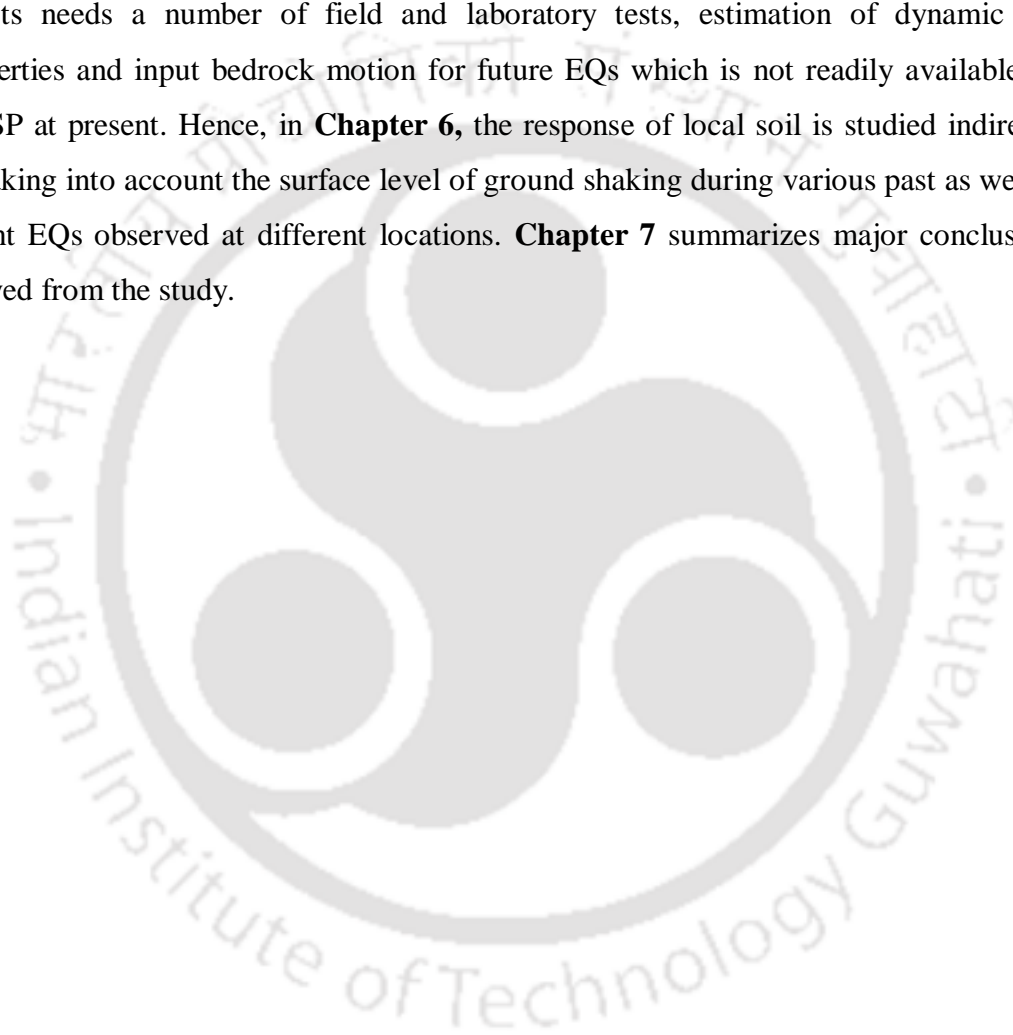 ts needs a number of field and laboratory tests, estimation of dynamic
erties and input bedrock motion for future EQs which is not readily available
SP at present. Hence, in Chapter 6, the response of local soil is studied indire
king into account the surface level of ground shaking during various past as we
nt EQs observed at different locations. Chapter 7 summarizes major conclus
ved from the study.
भारतीय प्रौद्योगिकी संस्थान गुवाहाटी
• Indian Institute of Technology Guwahati •